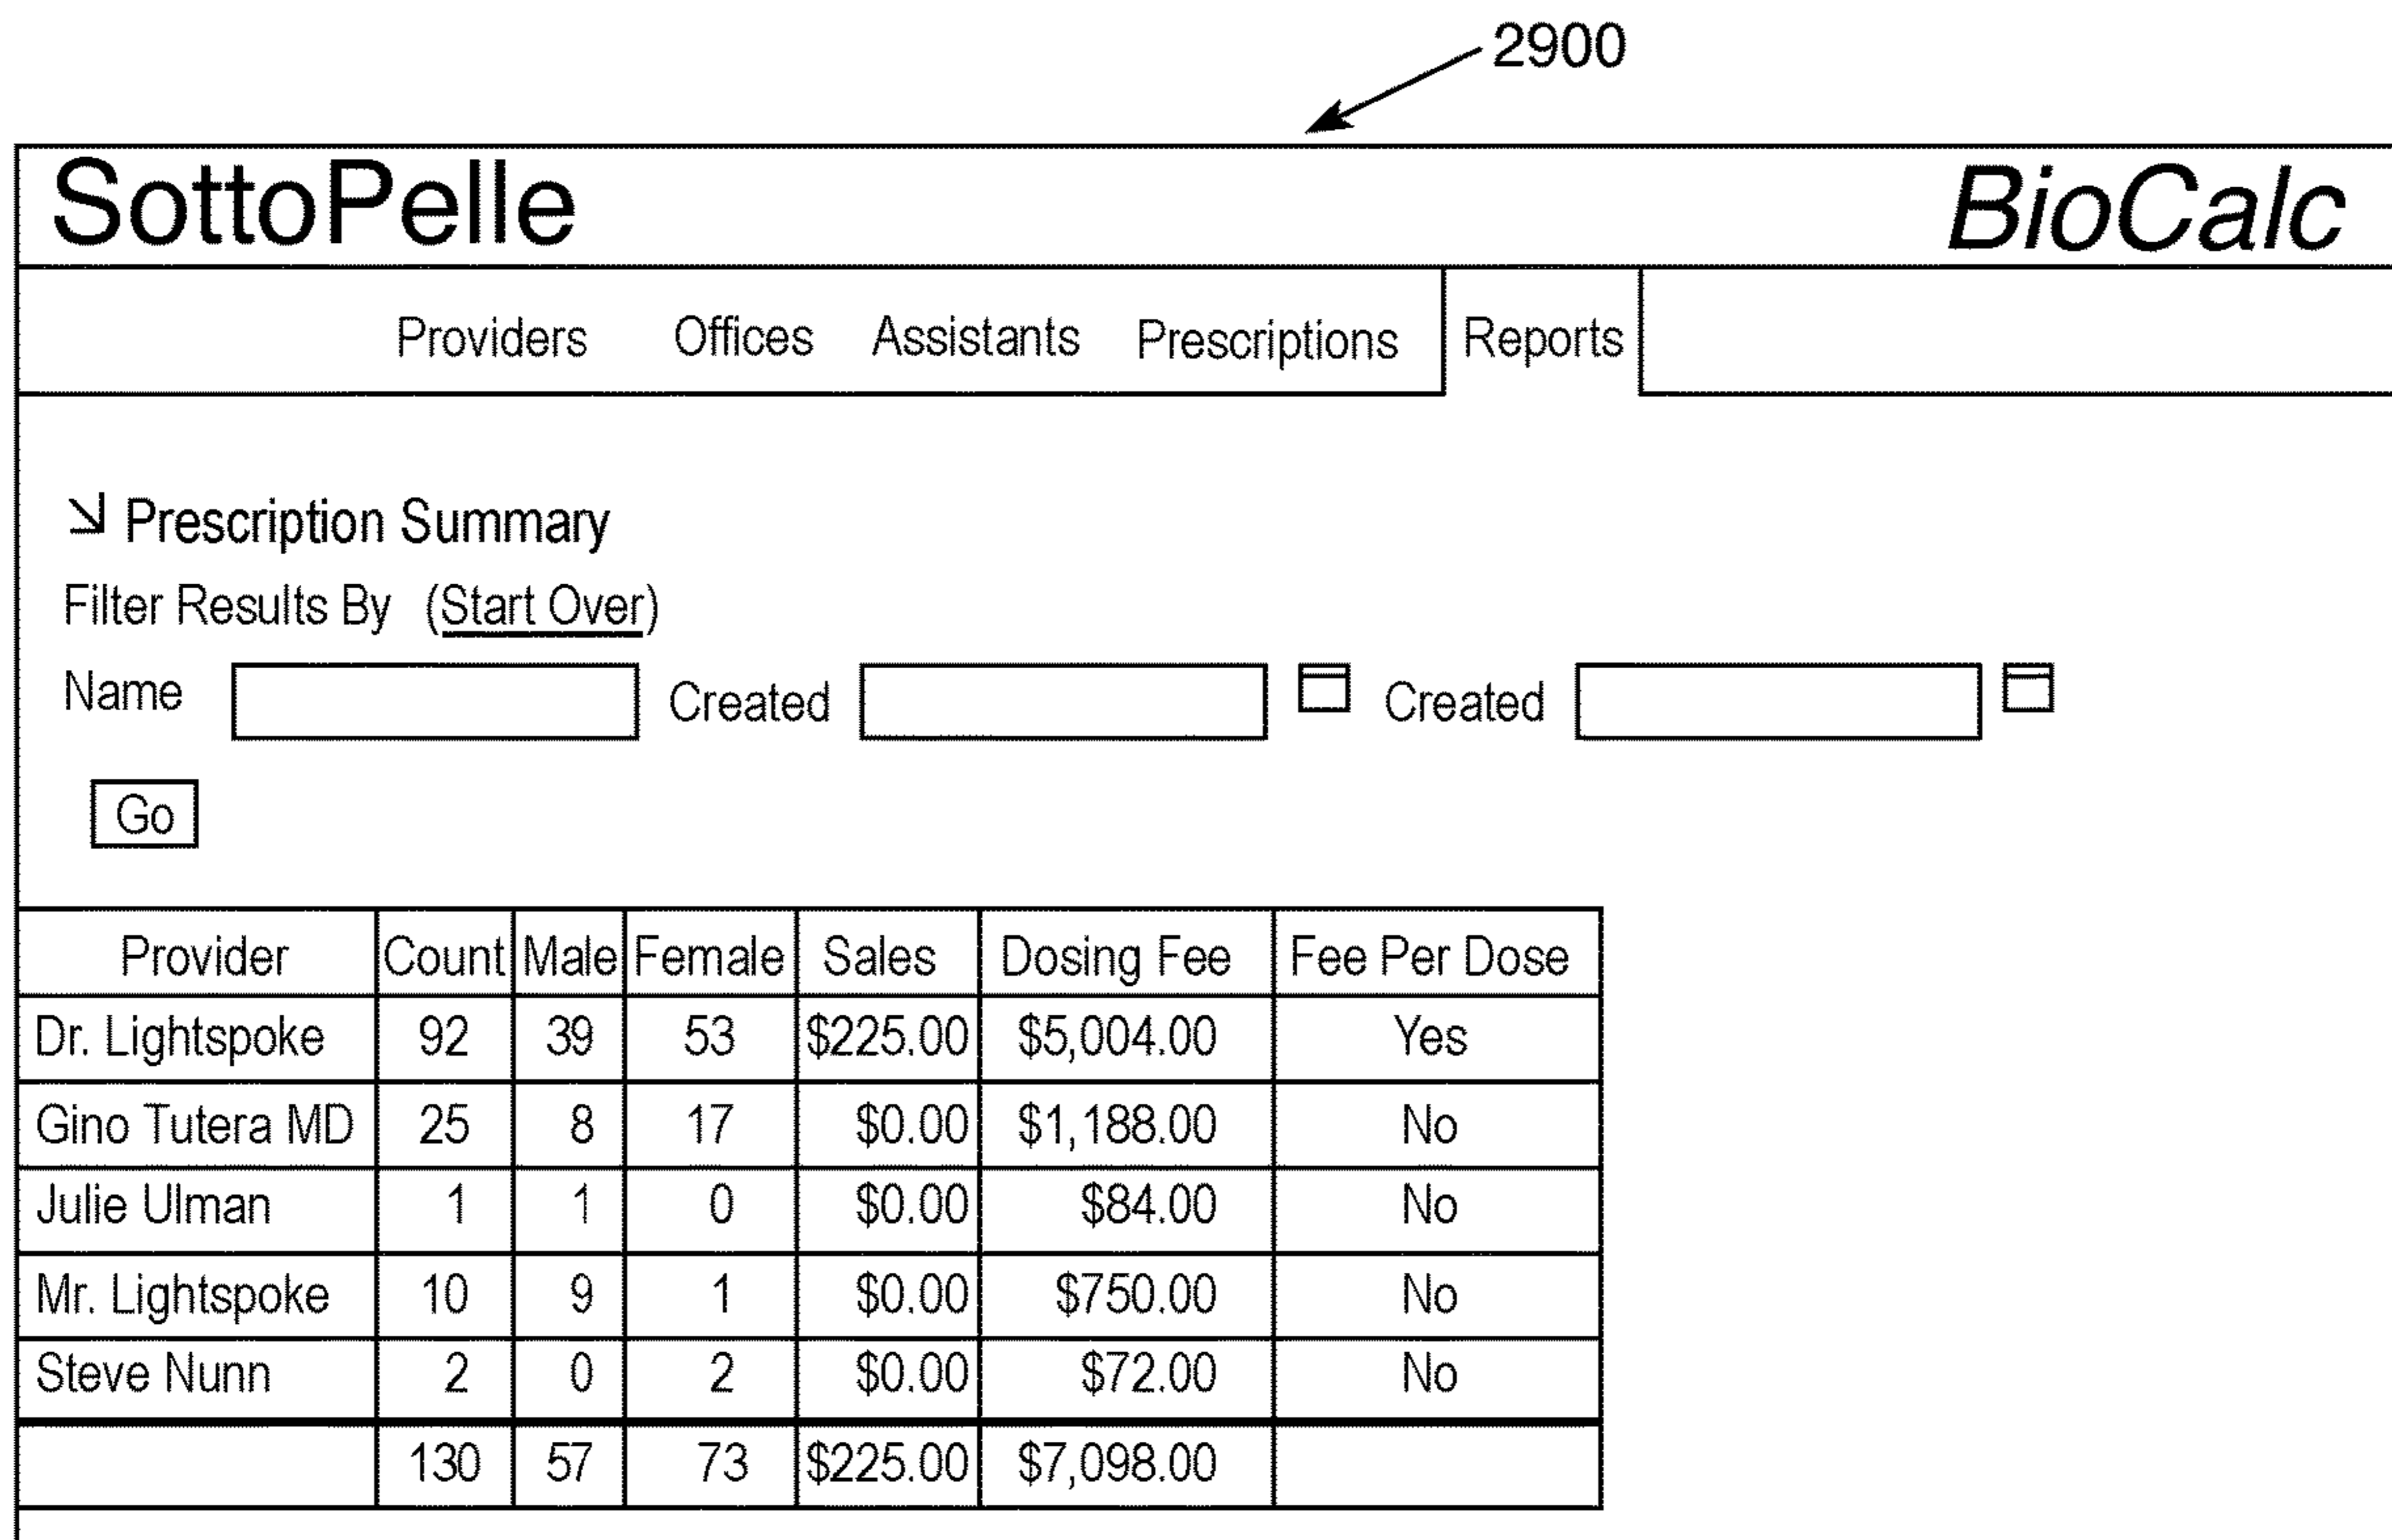 2900
SottoPelle BioCalc
Providers Offices Assistants Prescriptions Reports
Prescription Summary
Filter Results By (Start Over)
Name Created Created
Go
Provider Count Male Female Sales Dosing Fee Fee Per Dose
Dr. Lightspoke 92 39 53 $225.00 $5,004.00 Yes
Gino Tutera MD 25 8 17 $0.00 $1,188.00 No
Julie Ulman 1 1 0 $0.00 $84.00 No
Mr. Lightspoke 10 9 1 $0.00 $750.00 No
Steve Nunn 2 0 2 $0.00 $72.00 No
130 57 73 $225.00 $7,098.00